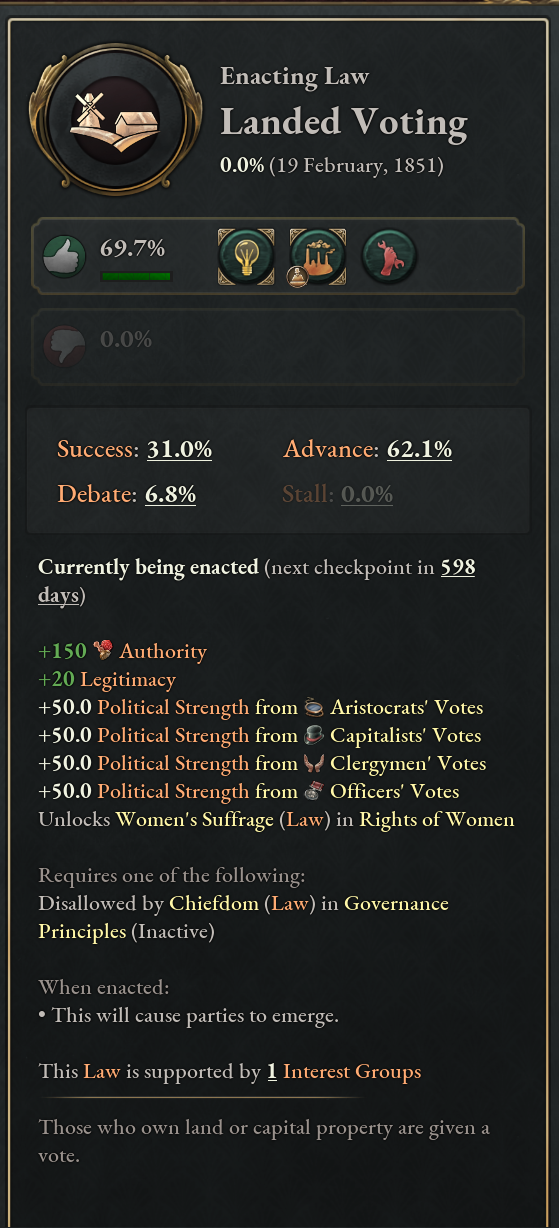 Enacting Law
Landed Voting
0.0% (19 February, 1851)
69.7%
0.0%
Success: 31.0% Advance: 62.1%
Debate: 6.8% Stall: 0.0%
Currently being enacted (next checkpoint in 598
days)
+150 Authority
+20 Legitimacy
+50.0 Political Strength from Aristocrats' Votes
+50.0 Political Strength from Capitalists' Votes
+50.0 Political Strength from Clergymen' Votes
+50.0 Political Strength from Officers' Votes
Unlocks Women's Suffrage (Law) in Rights of Women
Requires one of the following:
Disallowed by Chiefdom (Law) in Governance
Principles (Inactive)
When enacted:
• This will cause parties to emerge.
This Law is supported by 1 Interest Groups
Those who own land or capital property are given a
vote.